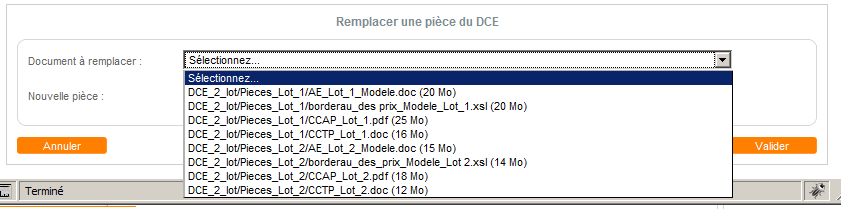 Remplacer une pièce du DCE
Document à remplacer :
Sélectionnez...
Sélectionnez...
DCE_2_lot/Pieces_Lot_1/AE_Lot_1_Modele.doc (20 Mo)
Nouvelle pièce :
DCE_2_lot/Pieces_Lot_1/borderau_des prix_Modele_Lot_1.xsl (20 Mo)
DCE_2_lot/Pieces_Lot_1/CCAP_Lot_1.pdf (25 Mo)
DCE_2_lot/Pieces_Lot_1/CCTP_Lot_1.doc (16 Mo)
Annuler
DCE_2_lot/Pieces_Lot_2/AE_Lot_2_Modele.doc (15 Mo)
Valider
DCE_2_lot/Pieces_Lot_2/borderau_des_prix_Modele_Lot 2.xsl (14 Mo)
DCE_2_lot/Pieces_Lot_2/CCAP_Lot_2.pdf (18 Mo)
Terminé
DCE_2_lot/Pieces_Lot_2/CCTP_Lot_2.doc (12 Mo)